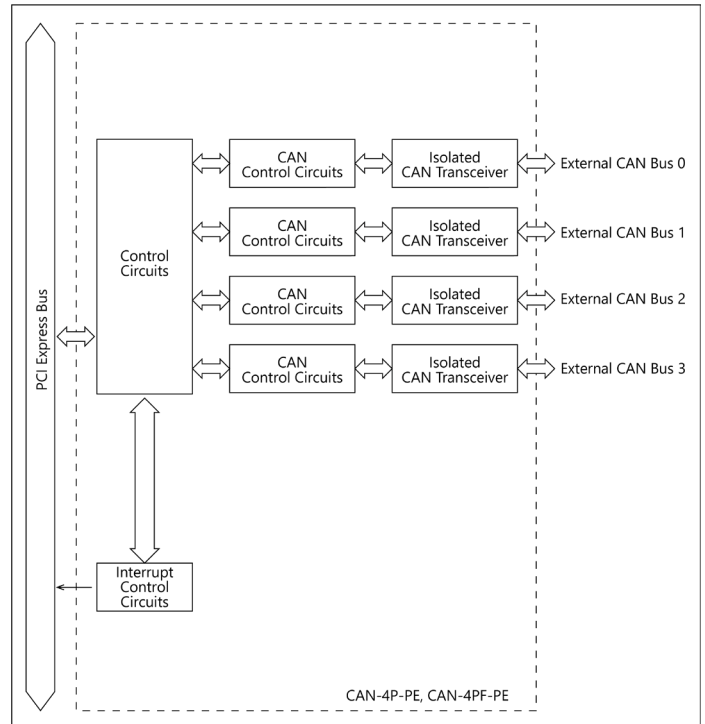 PCI Express Bus
Control
Circuits
CAN
Control Circuits
Isolated
CAN Transceiver
External CAN Bus 0
CAN
Control Circuits
Isolated
CAN Transceiver
External CAN Bus 1
CAN
Control Circuits
Isolated
CAN Transceiver
External CAN Bus 2
CAN
Control Circuits
Isolated
CAN Transceiver
External CAN Bus 3
Interrupt
Control
Circuits
CAN-4P-PE, CAN-4PF-PE